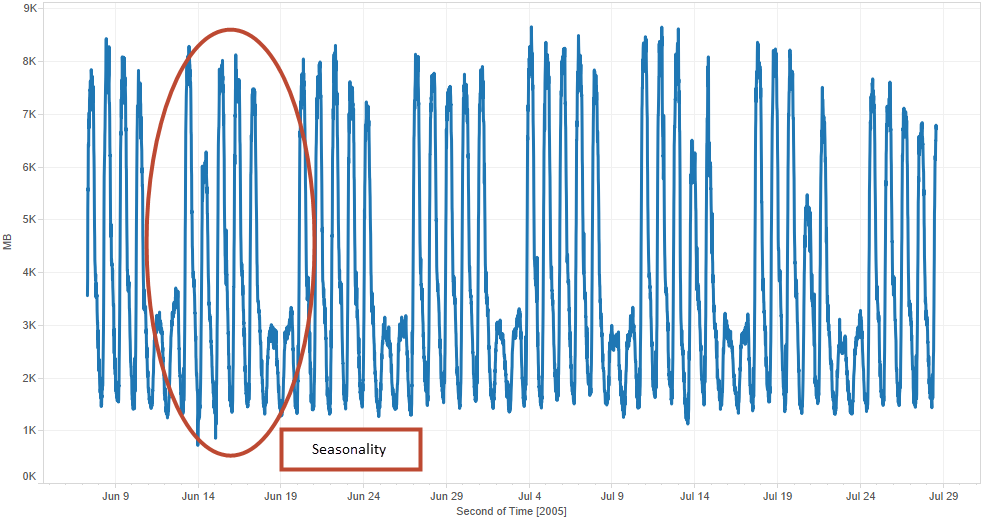 9K
8K
7K
6K
5K
MB
4K
3K
2K
1K
0K
Seasonality
Jun 9 Jun 14 Jun 19 Jun 24 Jun 29 Jul 4 Jul 9 Jul 14 Jul 19 Jul 24 Jul 29
Second of Time [2005]